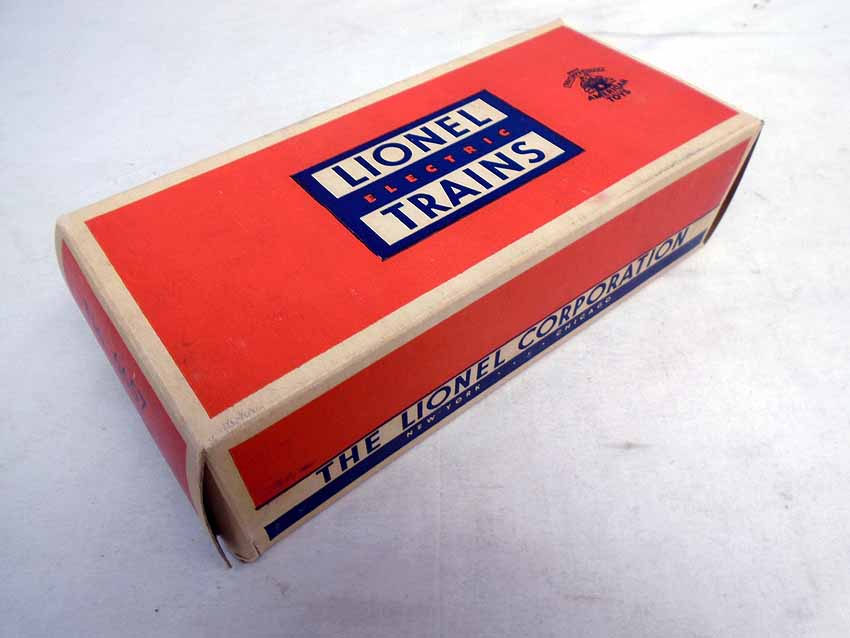 LIONEL
ELECTRIC
TRAINS
AMERICAN
TOYS
THE LIONEL CORPORATION
NEW YORK · · · CHICAGO